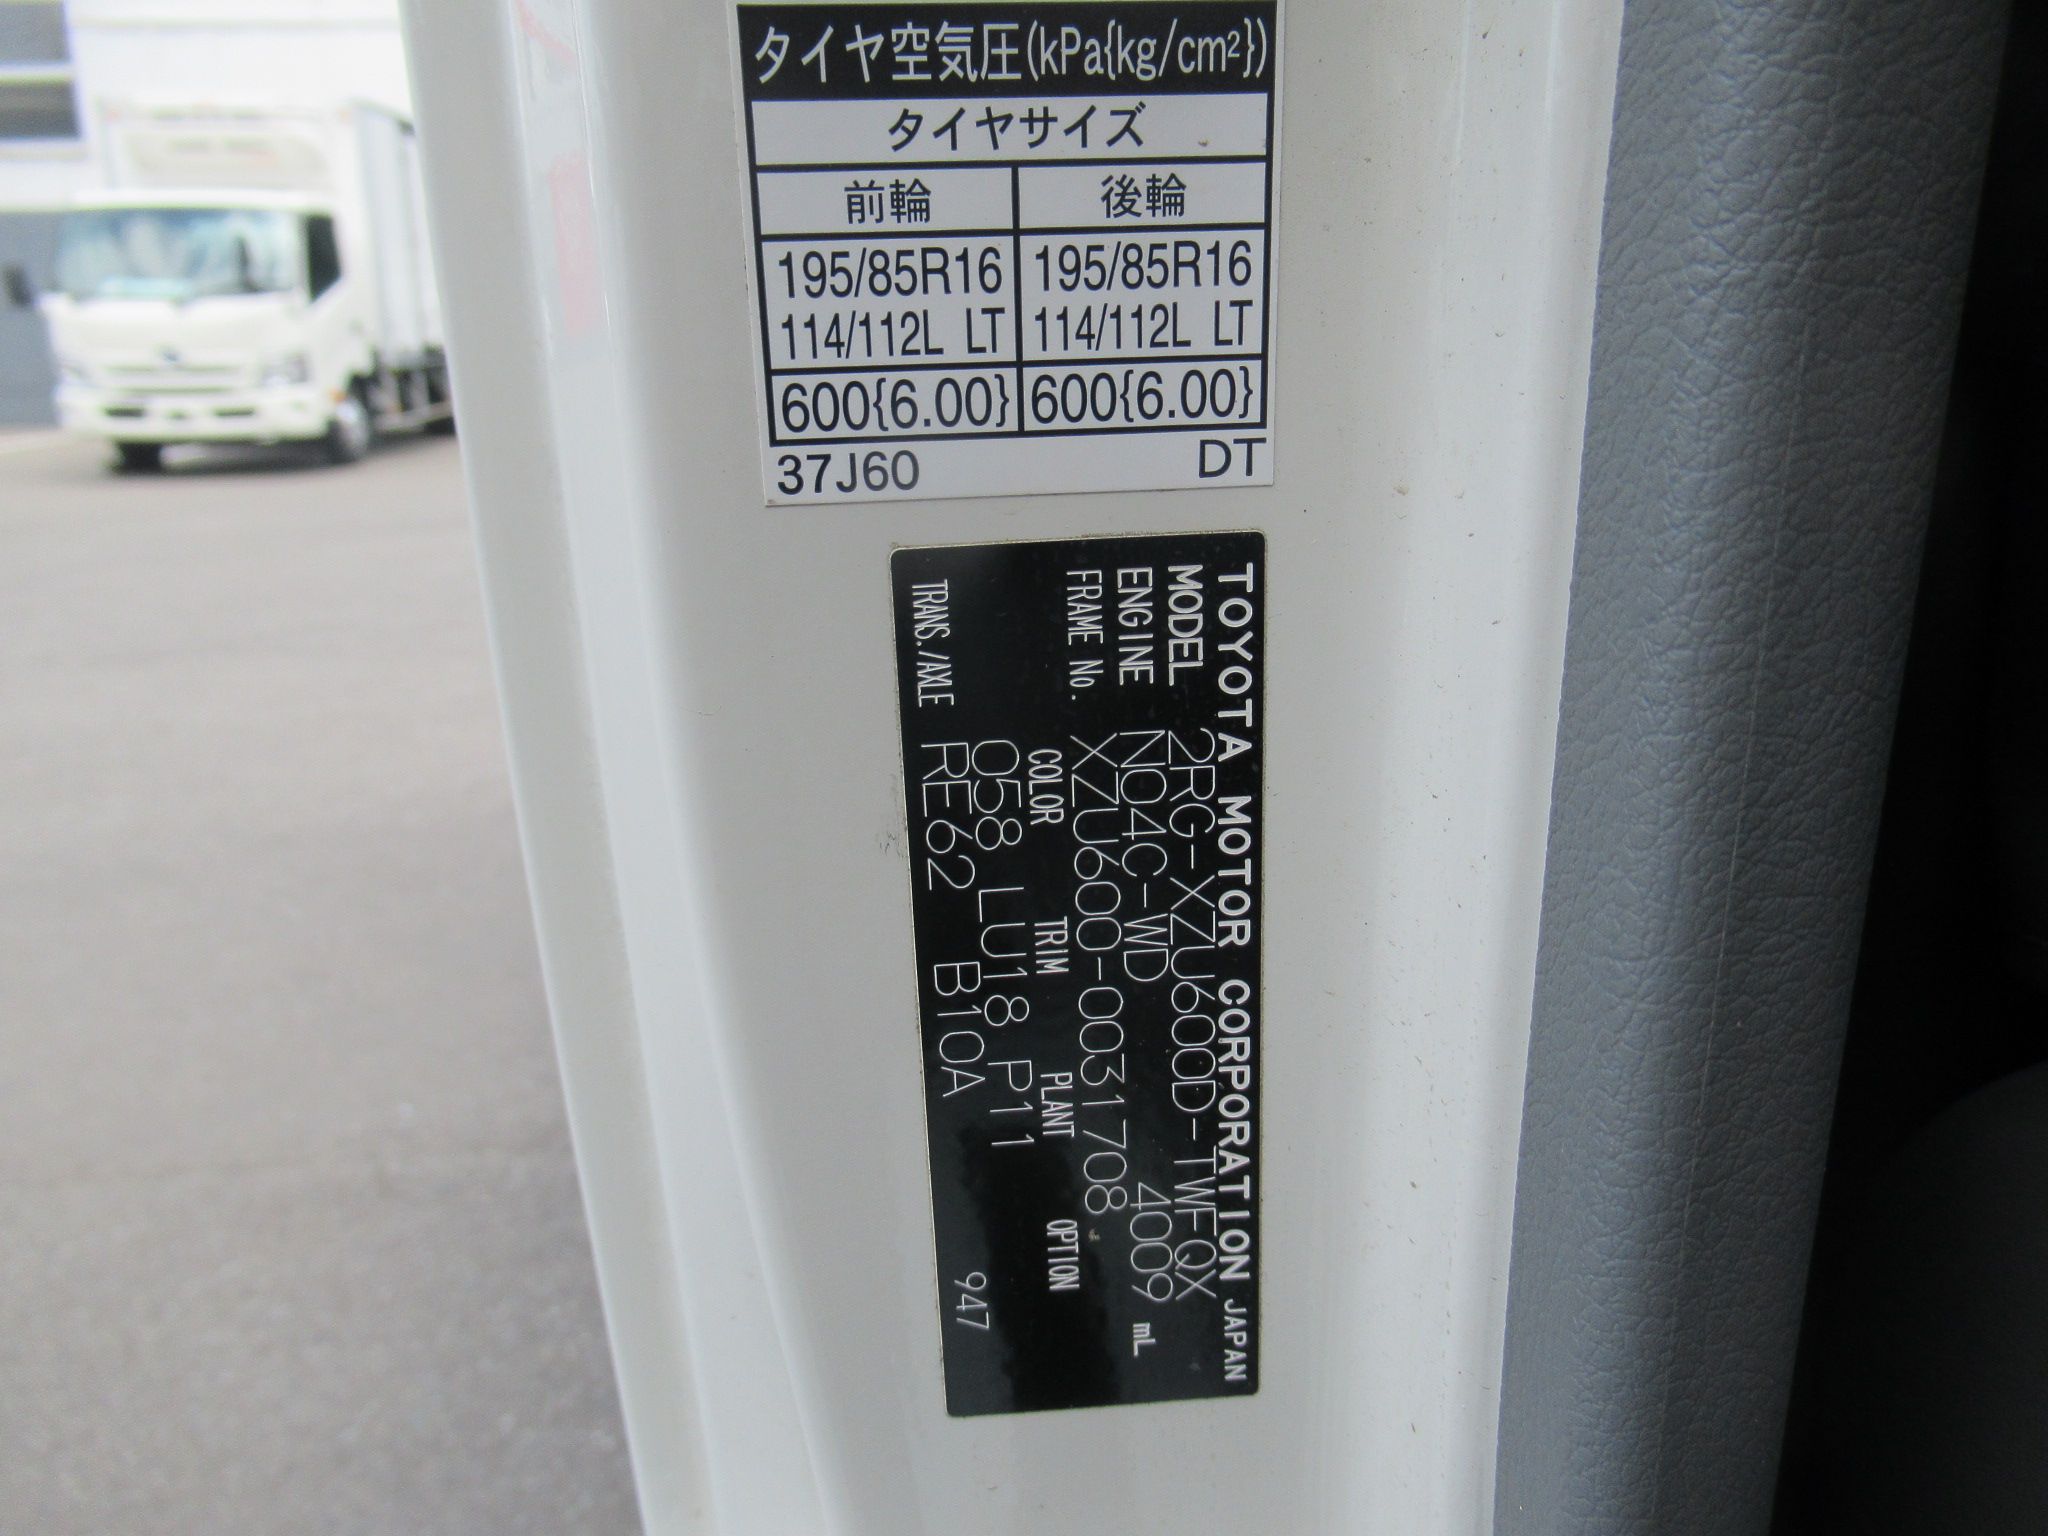 タイヤ空気圧(kPa{kg/cm²})
タイヤサイズ
前輪 後輪
195/85R16 195/85R16
114/112L LT 114/112L LT
600{6.00} 600{6.00}
37J60 DT
TOYOTA MOTOR CORPORATION JAPAN
MODEL 2RG-XZU600D-TWFQX
ENGINE N04C-WD 4009 mL
FRAME No. XZU600-0031708
COLOR TRIM PLANT OPTION
058 LU18 P11
TRANS./AXLE RE62 B10A 947